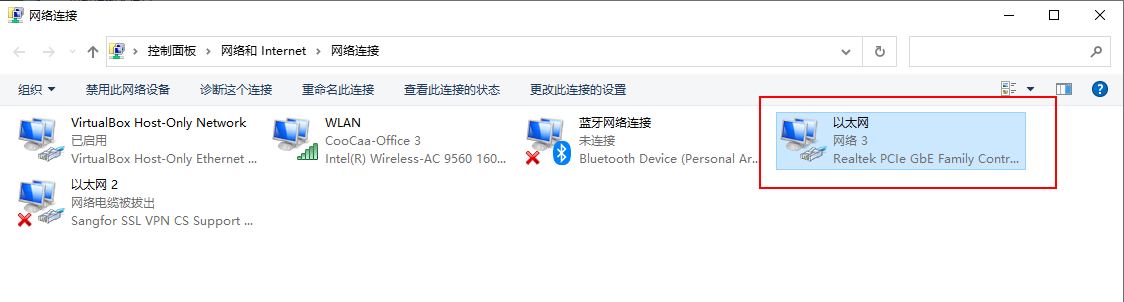 网络连接
控制面板 网络和 Internet 网络连接
组织 禁用此网络设备 诊断这个连接 重命名此连接 查看此连接的状态 更改此连接的设置
VirtualBox Host-Only Network
已启用
VirtualBox Host-Only Ethernet ...
WLAN
CooCaa-Office 3
Intel(R) Wireless-AC 9560 160...
蓝牙网络连接
未连接
Bluetooth Device (Personal Ar...
以太网
网络 3
Realtek PCIe GbE Family Contr...
以太网 2
网络电缆被拔出
Sangfor SSL VPN CS Support ...